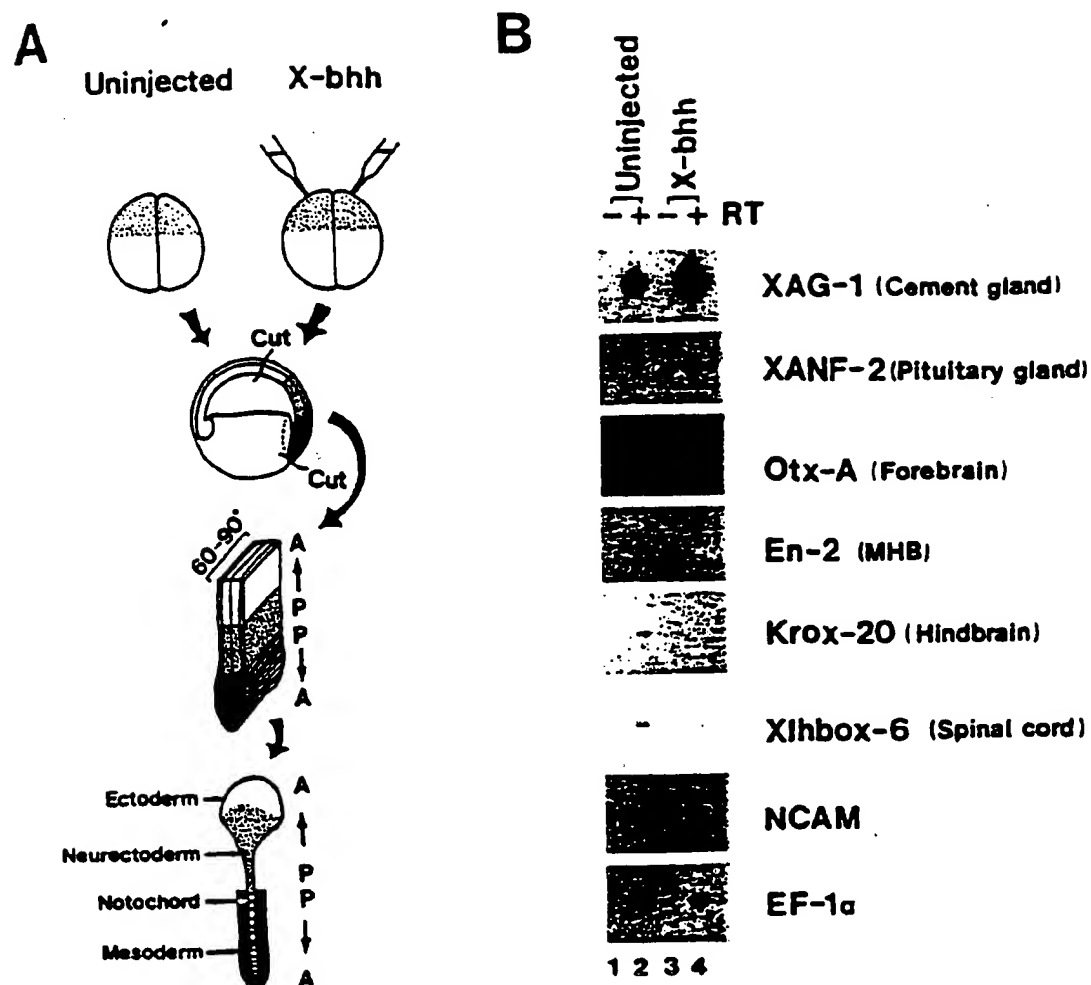 A
Uninjected X-bhh
Cut
Cut
60-90°
A
P
P
A
Ectoderm
Neurectoderm
Notochord
Mesoderm
A
P
P
A
B
Uninjected
X-bhh
- + - + RT
XAG-1 (Cement gland)
XANF-2 (Pituitary gland)
Otx-A (Forebrain)
En-2 (MHB)
Krox-20 (Hindbrain)
Xlhbox-6 (Spinal cord)
NCAM
EF-1α
1 2 3 4